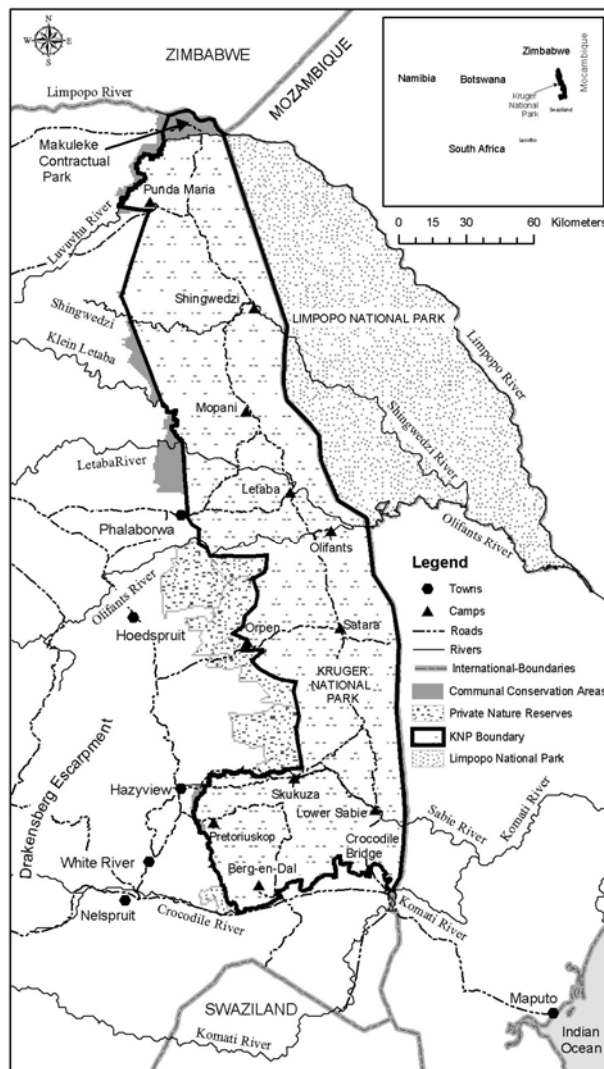 N
W
E
S
ZIMBABWE
MOZAMBIQUE
Limpopo River
Makuleke
Contractual
Park
Punda Maria
Luvuvhu River
Shingwedzi
Shingwedzi
Klein Letaba
LIMPOPO NATIONAL PARK
Limpopo River
Shingwedzi River
Mopani
LetabaRiver
Letaba
Phalaborwa
Olifants
Olifants River
Olifants River
Hoedspruit
Orpen
Satara
KRUGER
NATIONAL
PARK
Drakensberg Escarpment
Hazyview
Skukuza
Lower Sabie
Sabie River
Komati River
Pretoriuskop
Crocodile
Bridge
White River
Berg-en-Dal
Nelspruit
Crocodile River
Komati River
SWAZILAND
Komati River
Maputo
Indian
Ocean
Zimbabwe
Mocambique
Namibia
Botswana
Kruger
National
Park
Swaziland
Lesotho
South Africa
0 15 30 60
Kilometers
Legend
Towns
Camps
Roads
Rivers
International-Boundaries
Communal Conservation Areas
Private Nature Reserves
KNP Boundary
Limpopo National Park